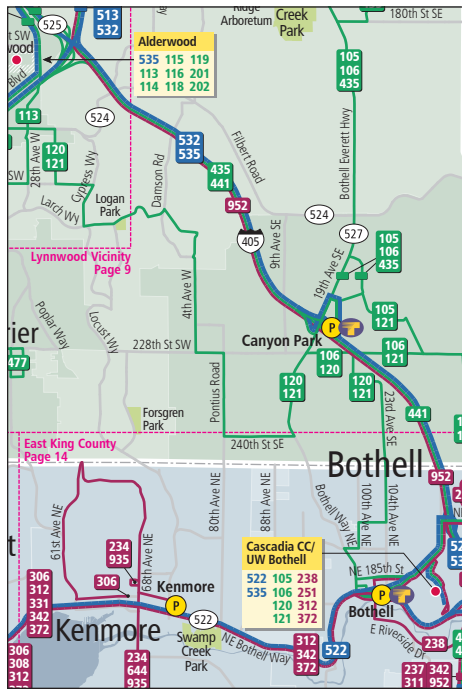 525
513
532
Arboretum
Creek
Park
180th St SE
Alderwood
535 115 119
113 116 201
114 118 202
St SW
wood
Blvd
105
106
435
113
524
120
121
28th Ave W
Cypress Wy
SW
Larch Wy
Logan
Park
Damson Rd
532
535
Filbert Road
435
441
952
405
9th Ave SE
Bothell Everett Hwy
524
527
105
106
435
19th Ave SE
Lynnwood Vicinity
Page 9
4th Ave W
Poplar Way
Locust Wy
rier
477
228th St SW
Canyon Park
P
T
105
121
106
120
106
121
120
121
120
121
23rd Ave SE
441
Pontius Road
Forsgren
Park
240th St SE
East King County
Page 14
Bothell
952
61st Ave NE
80th Ave NE
88th Ave NE
Bothell Way NE
100th Ave NE
104th Ave NE
234
935
306
68th Ave NE
Kenmore
P
Cascadia CC/
UW Bothell
522 105 238
535 106 251
120 312
121 372
NE 185th St
306
312
331
342
372
Kenmore
522
Swamp
Creek
Park
NE Bothell Way
P
T
Bothell
E Riverside Dr
238
306
308
312
234
644
935
312
342
372
522
237 342
311 952